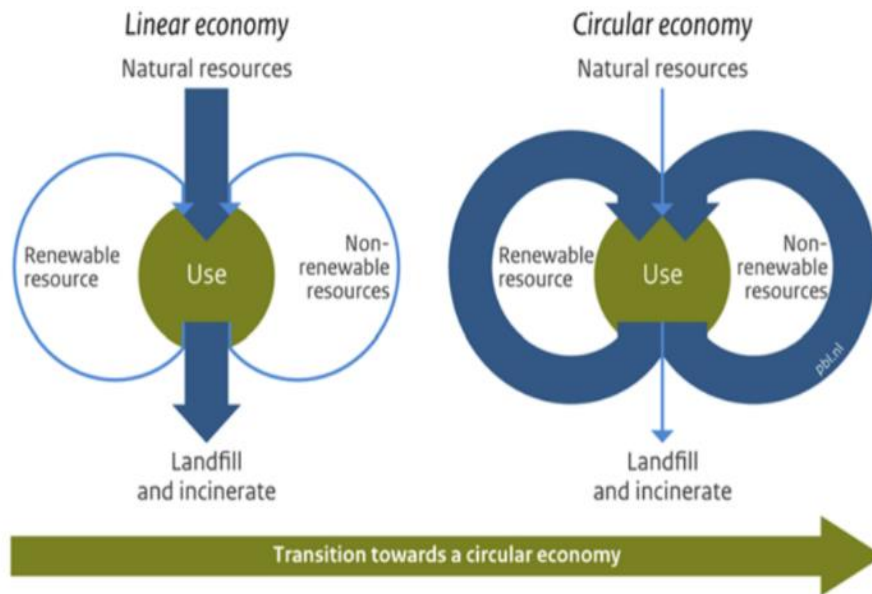 Linear economy
Natural resources
Renewable
resource
Use
Non-
renewable
resources
Landfill
and incinerate
Circular economy
Natural resources
Renewable
resource
Use
Non-
renewable
resources
pbl.nl
Landfill
and incinerate
Transition towards a circular economy